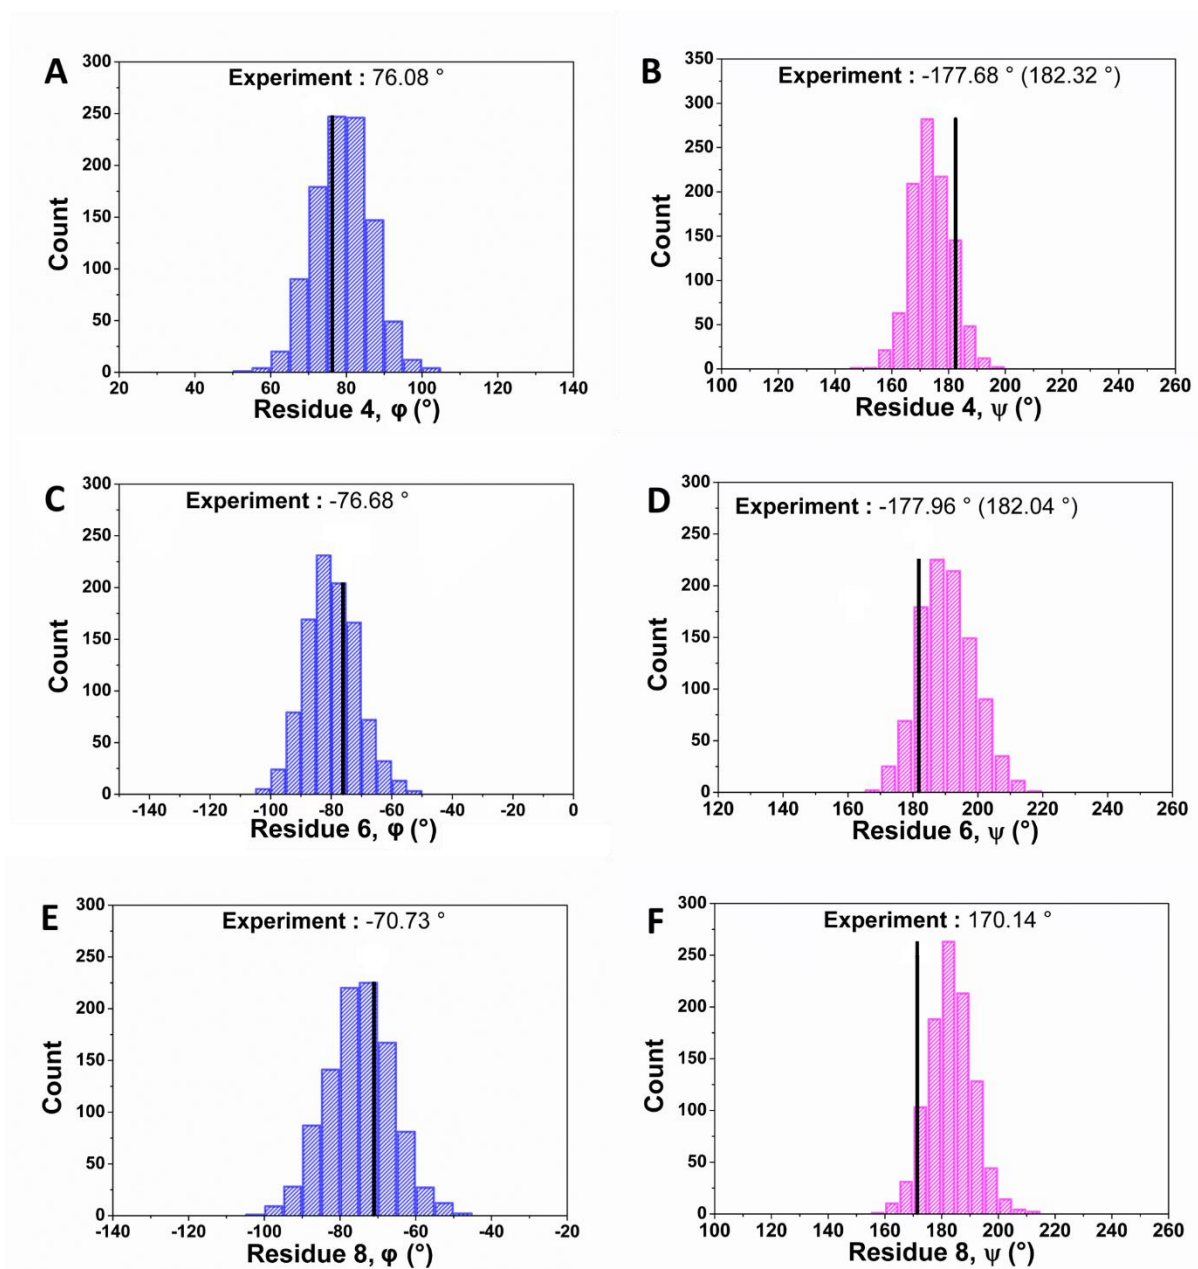 A
Experiment : 76.08 °
300
250
200
150
100
50
0
Count
20 40 60 80 100 120 140
Residue 4, φ (°)
B
Experiment : -177.68 ° (182.32 °)
350
300
250
200
150
100
50
0
Count
100 120 140 160 180 200 220 240 260
Residue 4, ψ (°)
C
Experiment : -76.68 °
300
250
200
150
100
50
0
Count
-140 -120 -100 -80 -60 -40 -20 0
Residue 6, φ (°)
D
Experiment : -177.96 ° (182.04 °)
300
250
200
150
100
50
0
Count
120 140 160 180 200 220 240 260
Residue 6, ψ (°)
E
Experiment : -70.73 °
300
250
200
150
100
50
0
Count
-140 -120 -100 -80 -60 -40 -20
Residue 8, φ (°)
F
Experiment : 170.14 °
300
250
200
150
100
50
0
Count
100 120 140 160 180 200 220 240 260
Residue 8, ψ (°)